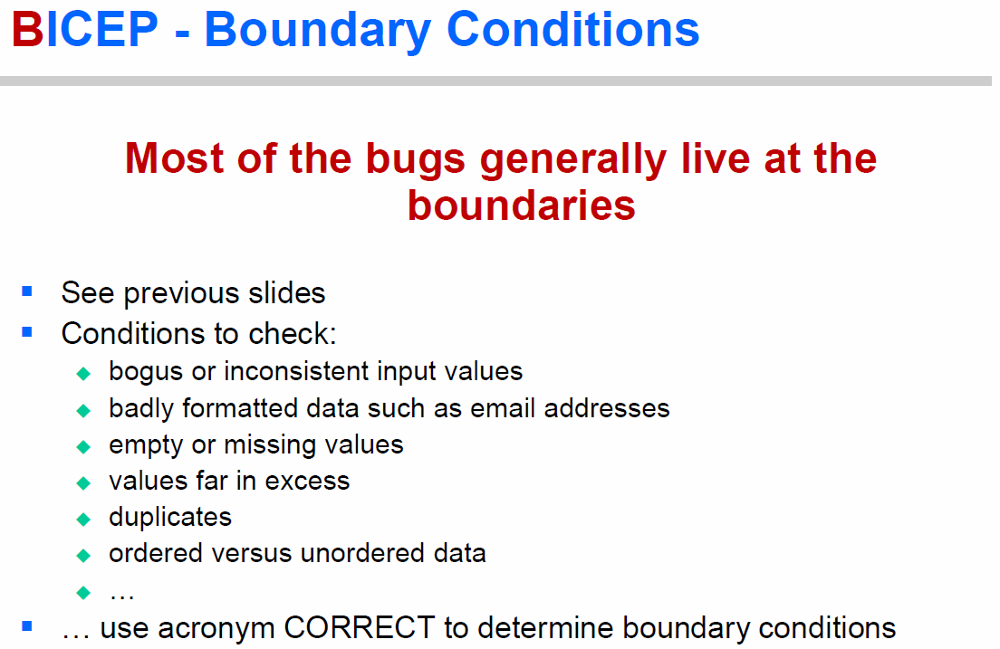 BICEP - Boundary Conditions
Most of the bugs generally live at the
boundaries
See previous slides
Conditions to check:
bogus or inconsistent input values
badly formatted data such as email addresses
empty or missing values
values far in excess
duplicates
ordered versus unordered data
…
… use acronym CORRECT to determine boundary conditions